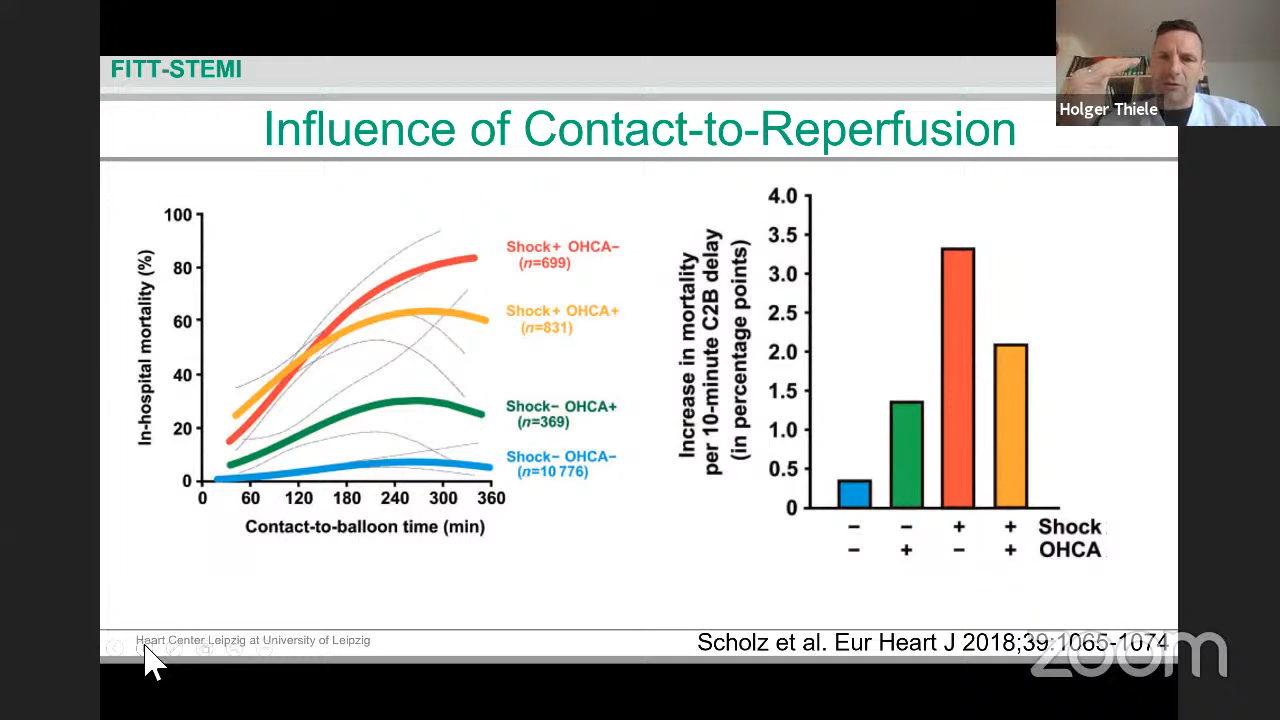 FITT-STEMI
Holger Thiele
Influence of Contact-to-Reperfusion
In-hospital mortality (%)
100
80
60
40
20
0
0 60 120 180 240 300 360
Contact-to-balloon time (min)
Shock+ OHCA−
(n=699)
Shock+ OHCA+
(n=831)
Shock− OHCA+
(n=369)
Shock− OHCA−
(n=10 776)
Increase in mortality
per 10-minute C2B delay
(in percentage points)
4.0
3.5
3.0
2.5
2.0
1.5
1.0
0.5
0
− − + + Shock
− + − + OHCA
Heart Center Leipzig at University of Leipzig
Scholz et al. Eur Heart J 2018;39:1065-1074
zoom